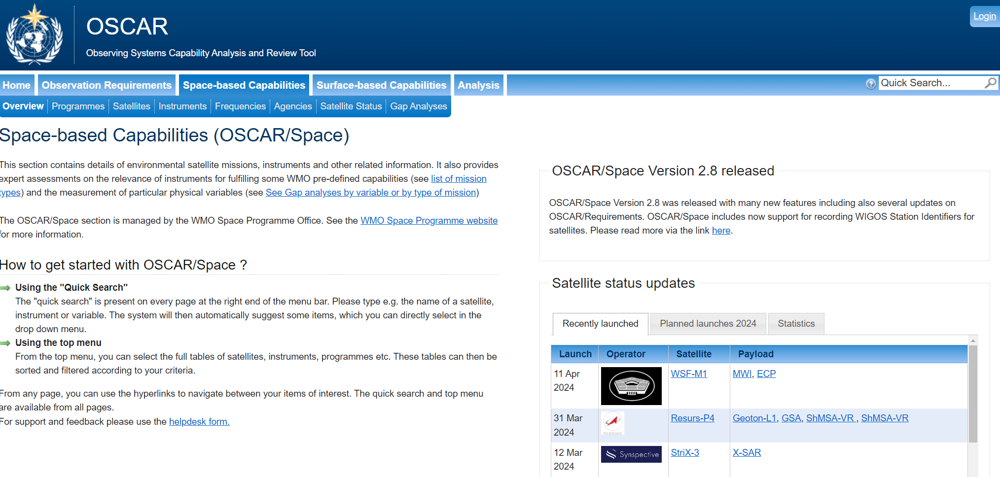 OSCAR
Observing Systems Capability Analysis and Review Tool
Login
Home
Observation Requirements
Space-based Capabilities
Surface-based Capabilities
Analysis
Quick Search...
Overview
Programmes
Satellites
Instruments
Frequencies
Agencies
Satellite Status
Gap Analyses
Space-based Capabilities (OSCAR/Space)
This section contains details of environmental satellite missions, instruments and other related information. It also provides
expert assessments on the relevance of instruments for fulfilling some WMO pre-defined capabilities (see list of mission
types) and the measurement of particular physical variables (see See Gap analyses by variable or by type of mission)
The OSCAR/Space section is managed by the WMO Space Programme Office. See the WMO Space Programme website
for more information.
How to get started with OSCAR/Space ?
Using the "Quick Search"
The "quick search" is present on every page at the right end of the menu bar. Please type e.g. the name of a satellite,
instrument or variable. The system will then automatically suggest some items, which you can directly select in the
drop down menu.
Using the top menu
From the top menu, you can select the full tables of satellites, instruments, programmes etc. These tables can then be
sorted and filtered according to your criteria.
From any page, you can use the hyperlinks to navigate between your items of interest. The quick search and top menu
are available from all pages.
For support and feedback please use the helpdesk form.
OSCAR/Space Version 2.8 released
OSCAR/Space Version 2.8 was released with many new features including also several updates on
OSCAR/Requirements. OSCAR/Space includes now support for recording WIGOS Station Identifiers for
satellites. Please read more via the link here.
Satellite status updates
Recently launched
Planned launches 2024
Statistics
Launch Operator Satellite Payload
11 Apr
2024
WSF-M1
MWI, ECP
31 Mar
2024
РОСКОСМОС
Resurs-P4
Geoton-L1, GSA, ShMSA-VR , ShMSA-VR
12 Mar
2024
Synspective
StriX-3
X-SAR